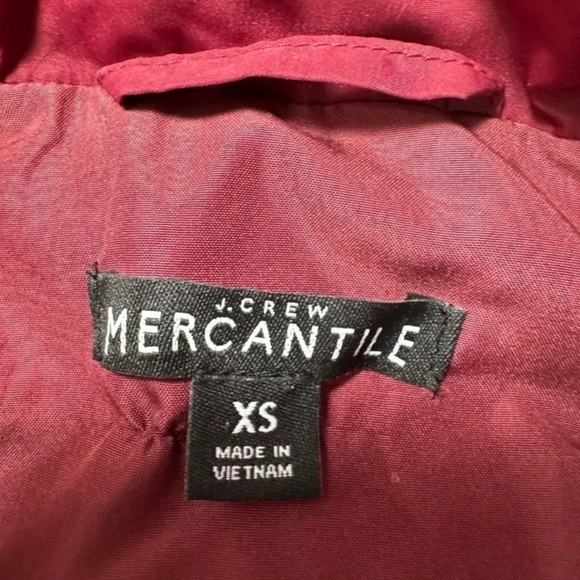 J.CREW
MERCANTILE
XS
MADE IN
VIETNAM